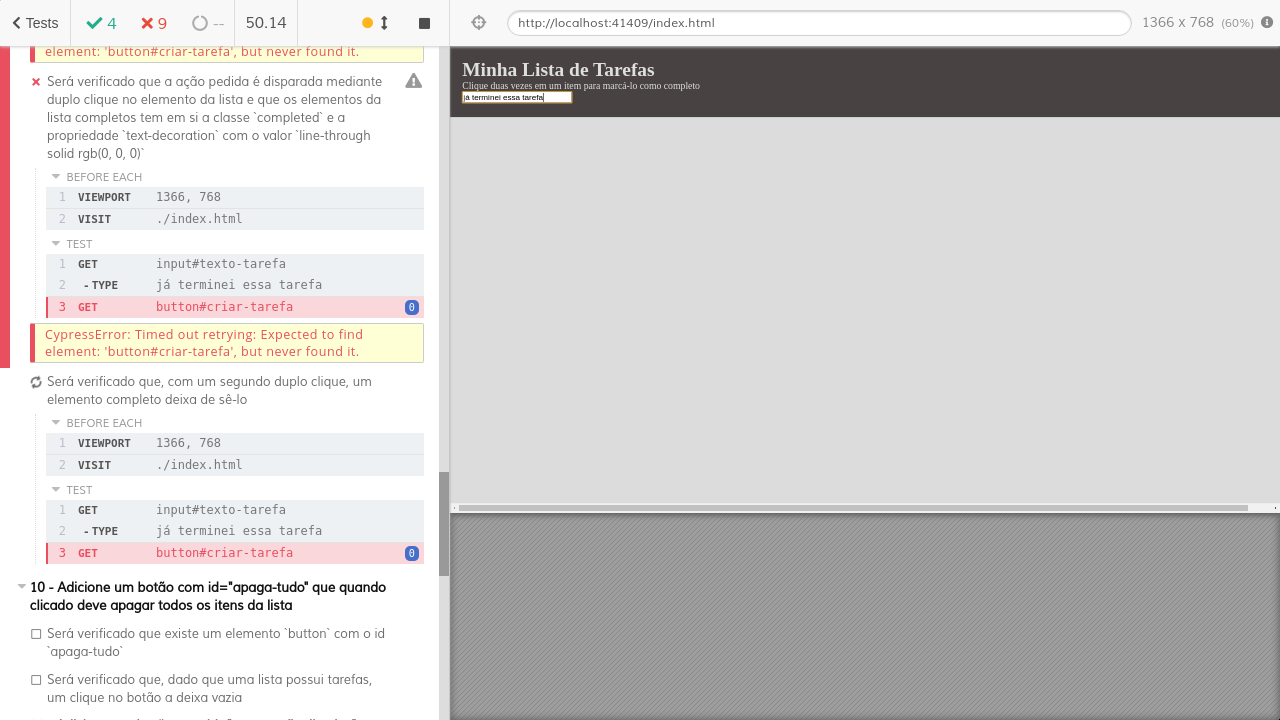 Tests 4 9 -- 50.14 http://localhost:41409/index.html 1366 x 768 (60%)
element: 'button#criar-tarefa', but never found it.
Será verificado que a ação pedida é disparada mediante
duplo clique no elemento da lista e que os elementos da
lista completos tem em si a classe `completed` e a
propriedade `text-decoration` com o valor `line-through
solid rgb(0, 0, 0)`
BEFORE EACH
1 VIEWPORT 1366, 768
2 VISIT ./index.html
TEST
1 GET input#texto-tarefa
2 -TYPE já terminei essa tarefa
3 GET button#criar-tarefa 0
CypressError: Timed out retrying: Expected to find
element: 'button#criar-tarefa', but never found it.
Será verificado que, com um segundo duplo clique, um
elemento completo deixa de sê-lo
BEFORE EACH
1 VIEWPORT 1366, 768
2 VISIT ./index.html
TEST
1 GET input#texto-tarefa
2 -TYPE já terminei essa tarefa
3 GET button#criar-tarefa 0
10 - Adicione um botão com id="apaga-tudo" que quando
clicado deve apagar todos os itens da lista
Será verificado que existe um elemento `button` com o id
`apaga-tudo`
Será verificado que, dado que uma lista possui tarefas,
um clique no botão a deixa vazia
Minha Lista de Tarefas
Clique duas vezes em um item para marcá-lo como completo
já terminei essa tarefa